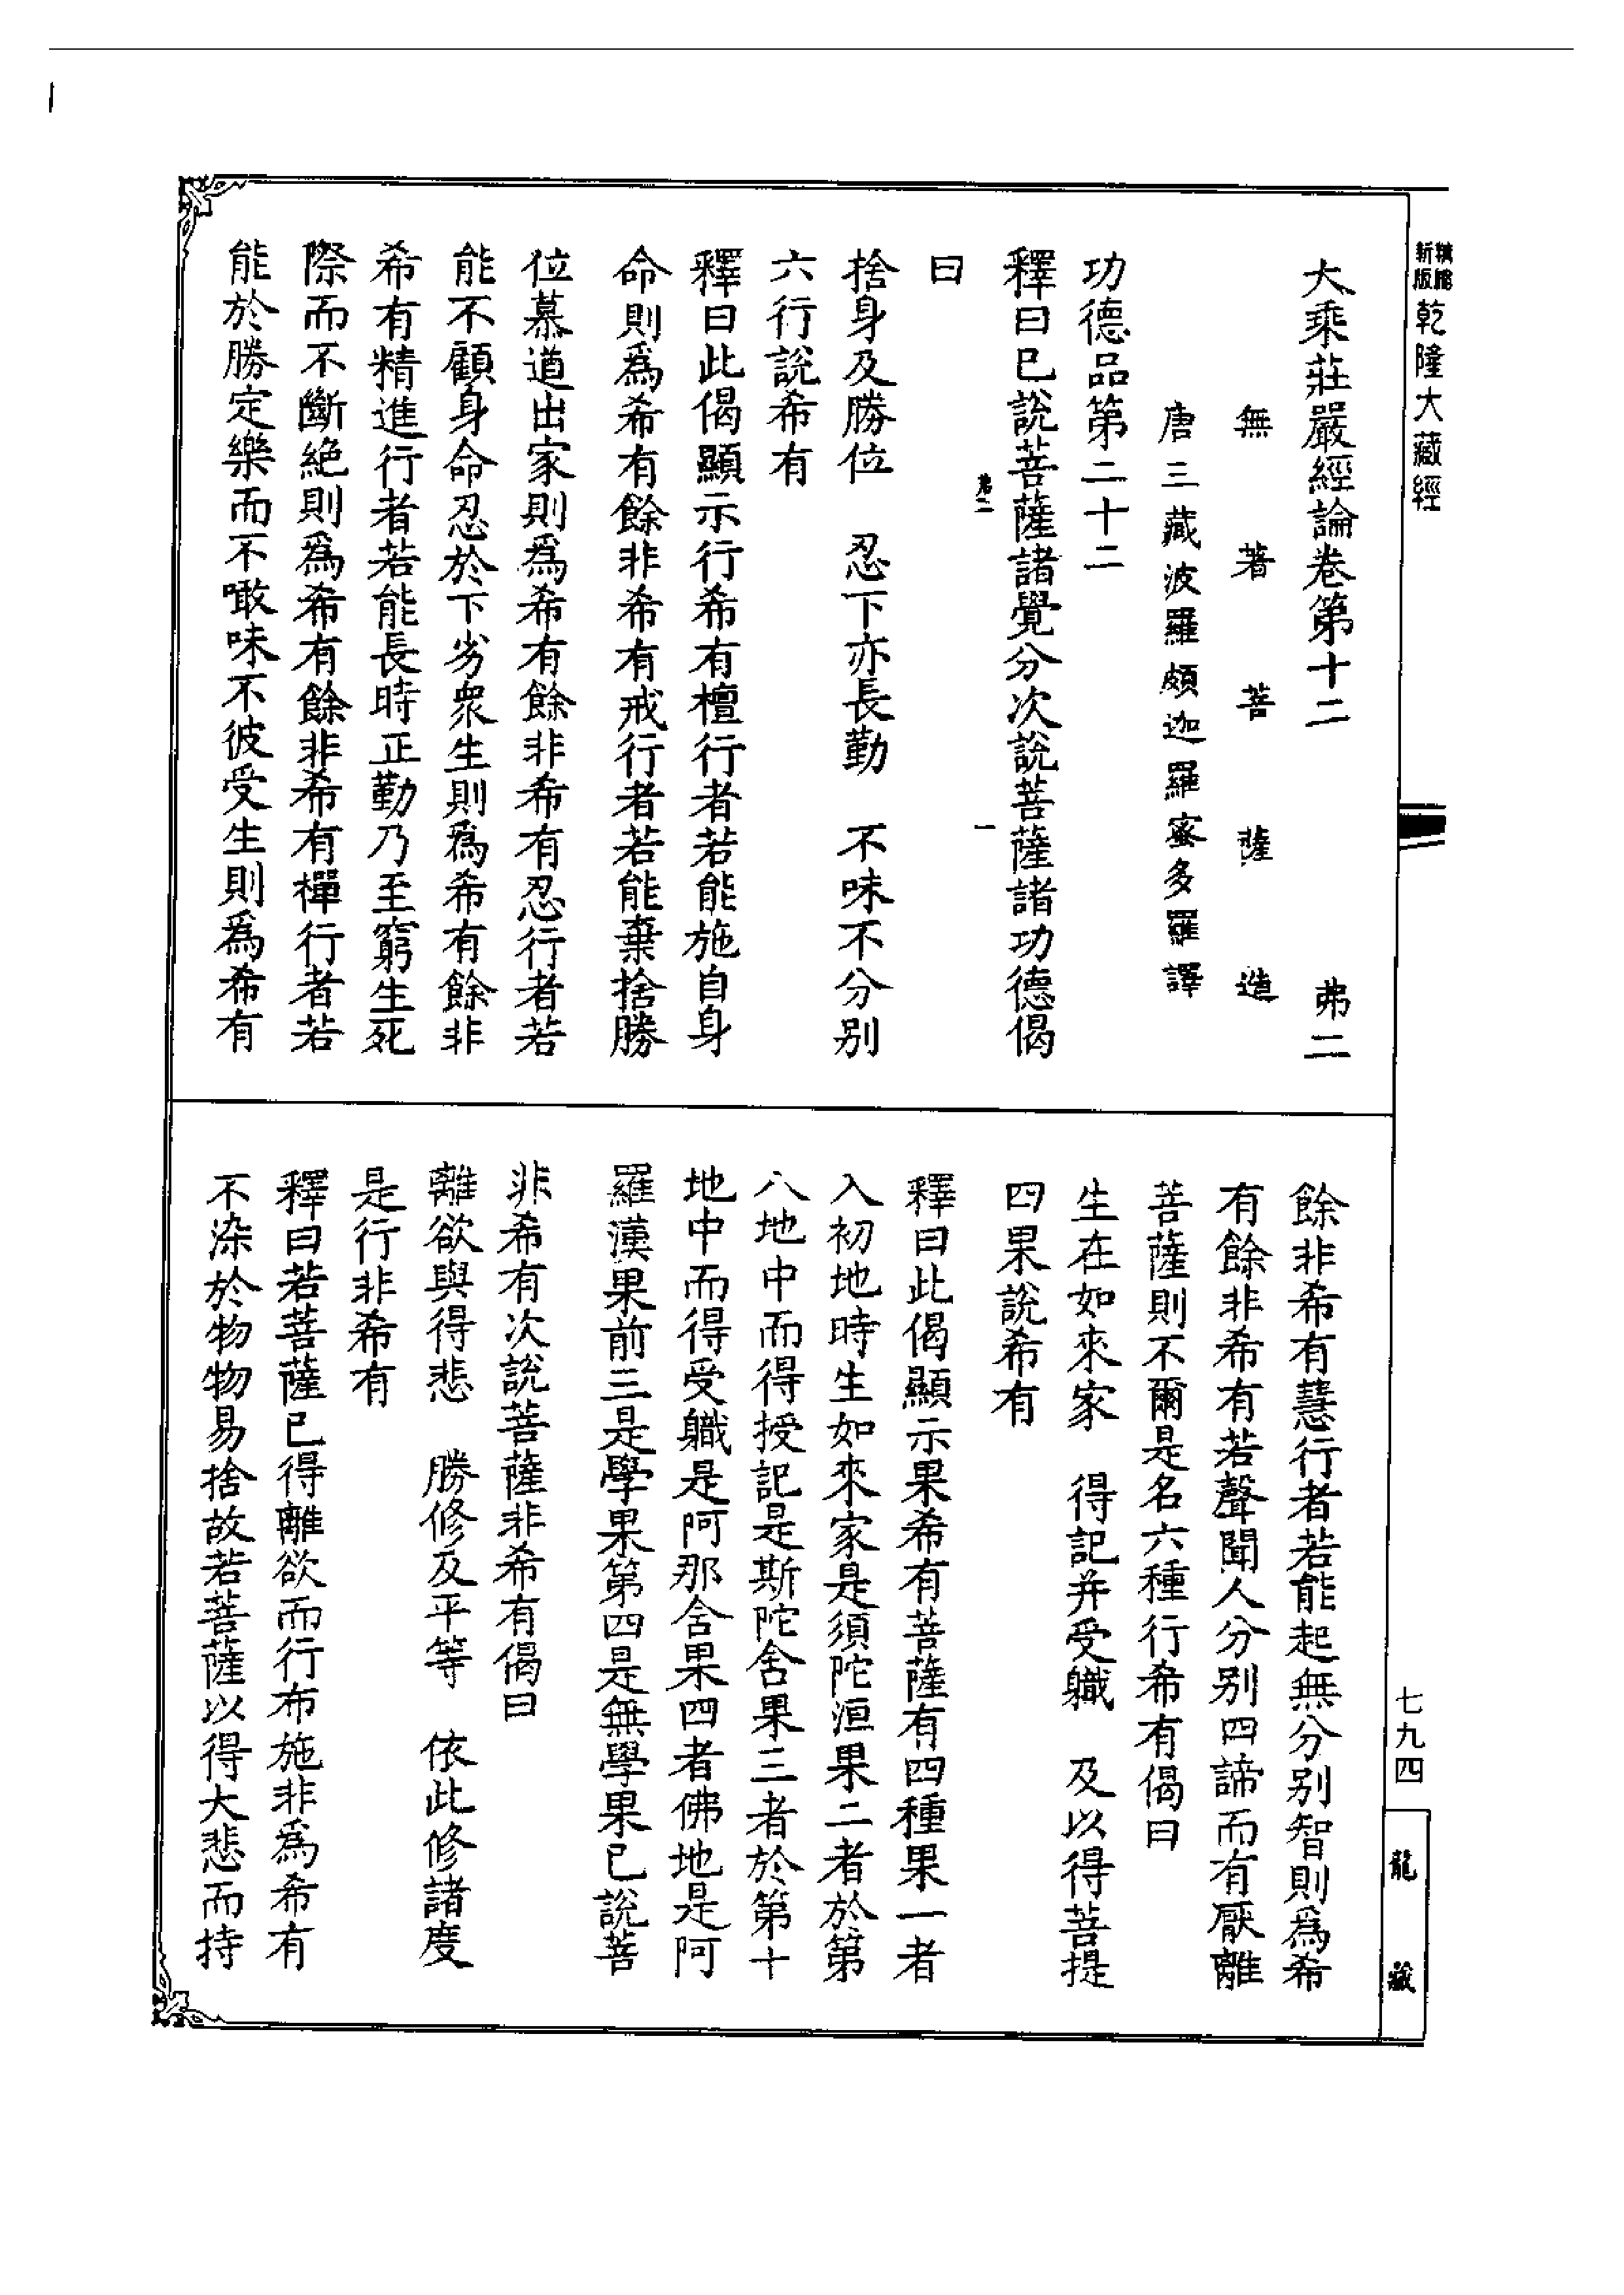 新版 精縮 乾隆大藏經
大乘莊嚴經論卷第十二 弗二
無著菩薩造
唐三藏波羅頗迦羅蜜多羅譯
功德品第二十二
釋曰已說菩薩諸覺分次說菩薩諸功德偈
一
曰
捨身及勝位 忍下亦長勤 不味不分别
六行說希有
釋曰此偈顯示行希有檀行者若能施自身
命則爲希有餘非希有戒行者若能棄捨勝
位慕道出家則爲希有餘非希有忍行者若
能不顧身命忍於下劣衆生則爲希有餘非
希有精進行者若能長時正勤乃至窮生死
際而不斷絶則爲希有餘非希有禪行者若
能於勝定樂而不噉味不彼受生則爲希有
餘非希有慧行者若能起無分别智則爲希
有餘非希有若聲聞人分别四諦而有厭離
菩薩則不爾是名六種行希有偈曰
生在如來家 得記并受軄 及以得菩提
四果說希有
釋曰此偈顯示果希有菩薩有四種果一者
入初地時生如來家是須陀洹果二者於第
八地中而得授記是斯陀舍果三者於第十
地中而得受軄是阿那舍果四者佛地是阿
羅漢果前三是學果第四是無學果已說菩
非希有次說菩薩非希有偈曰
離欲與得悲 勝修及平等 依此修諸度
是行非希有
釋曰若菩薩已得離欲而行布施非爲希有
不染於物物易捨故若菩薩以得大悲而持
七九四
龍藏